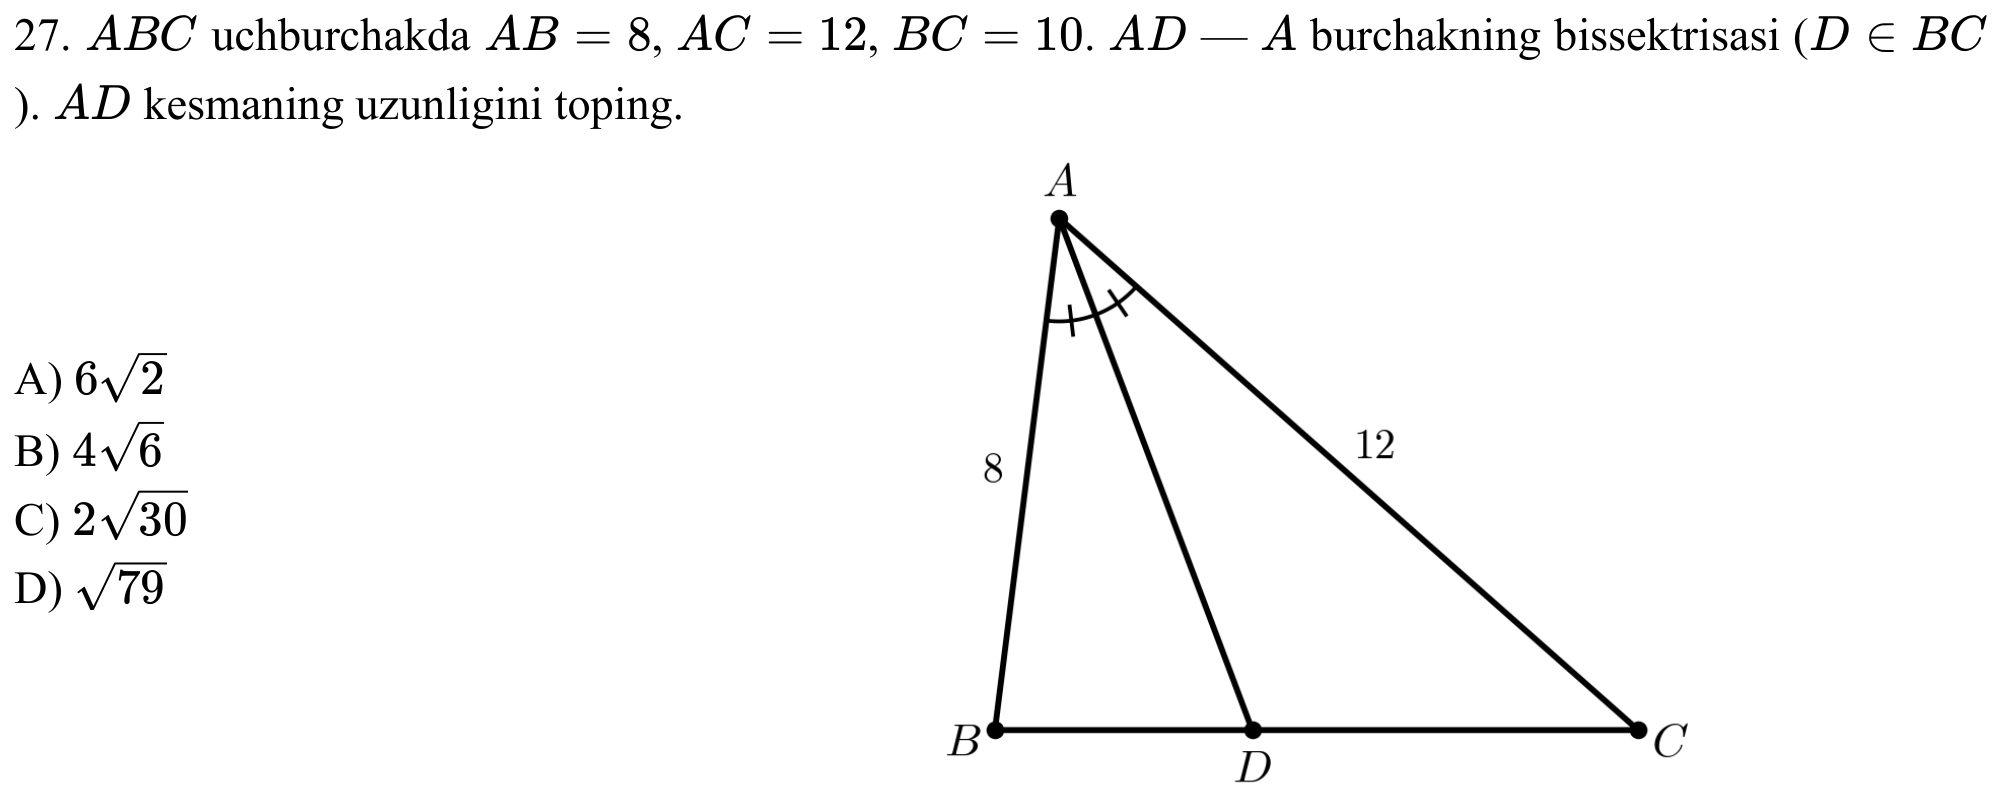 27. ABC uchburchakda AB = 8, AC = 12, BC = 10. AD — A burchakning bissektrisasi (D ∈ BC
). AD kesmaning uzunligini toping.
A
A) 6√2
B) 4√6
C) 2√30
D) √79
8
12
B
D
C